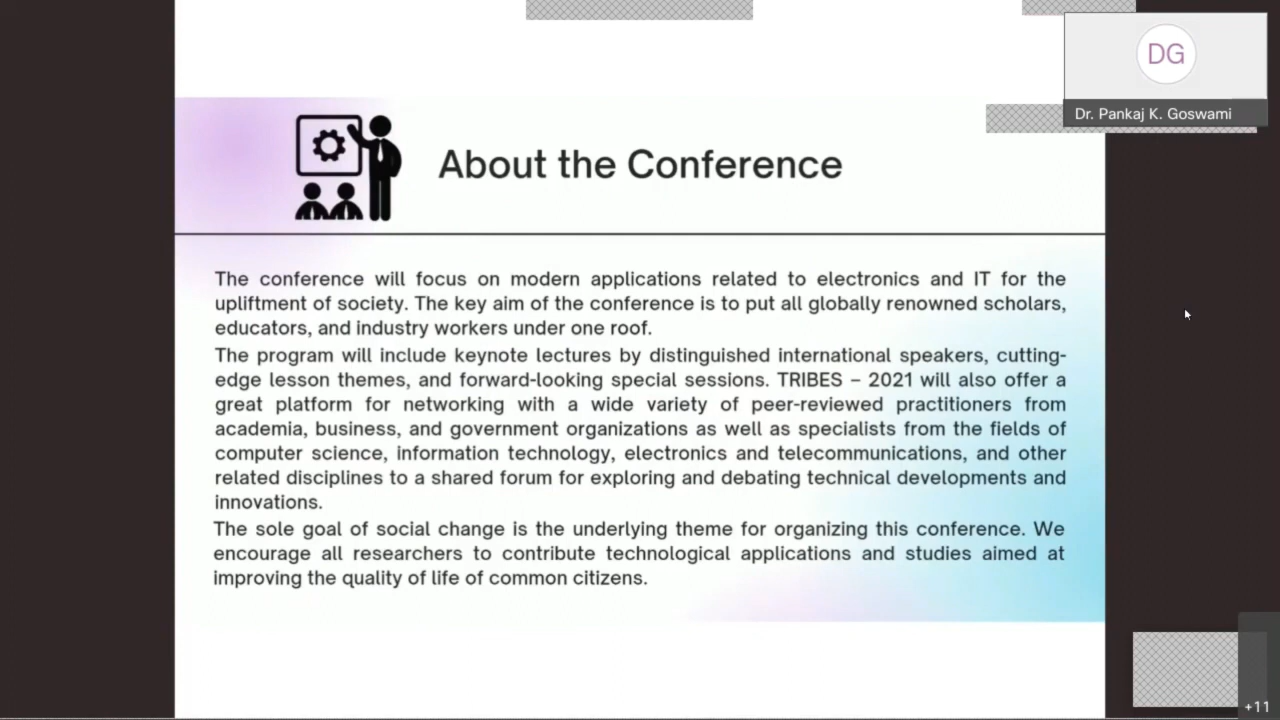 DG
Dr. Pankaj K. Goswami
About the Conference
The conference will focus on modern applications related to electronics and IT for the
upliftment of society. The key aim of the conference is to put all globally renowned scholars,
educators, and industry workers under one roof.
The program will include keynote lectures by distinguished international speakers, cutting-
edge lesson themes, and forward-looking special sessions. TRIBES – 2021 will also offer a
great platform for networking with a wide variety of peer-reviewed practitioners from
academia, business, and government organizations as well as specialists from the fields of
computer science, information technology, electronics and telecommunications, and other
related disciplines to a shared forum for exploring and debating technical developments and
innovations.
The sole goal of social change is the underlying theme for organizing this conference. We
encourage all researchers to contribute technological applications and studies aimed at
improving the quality of life of common citizens.
+11